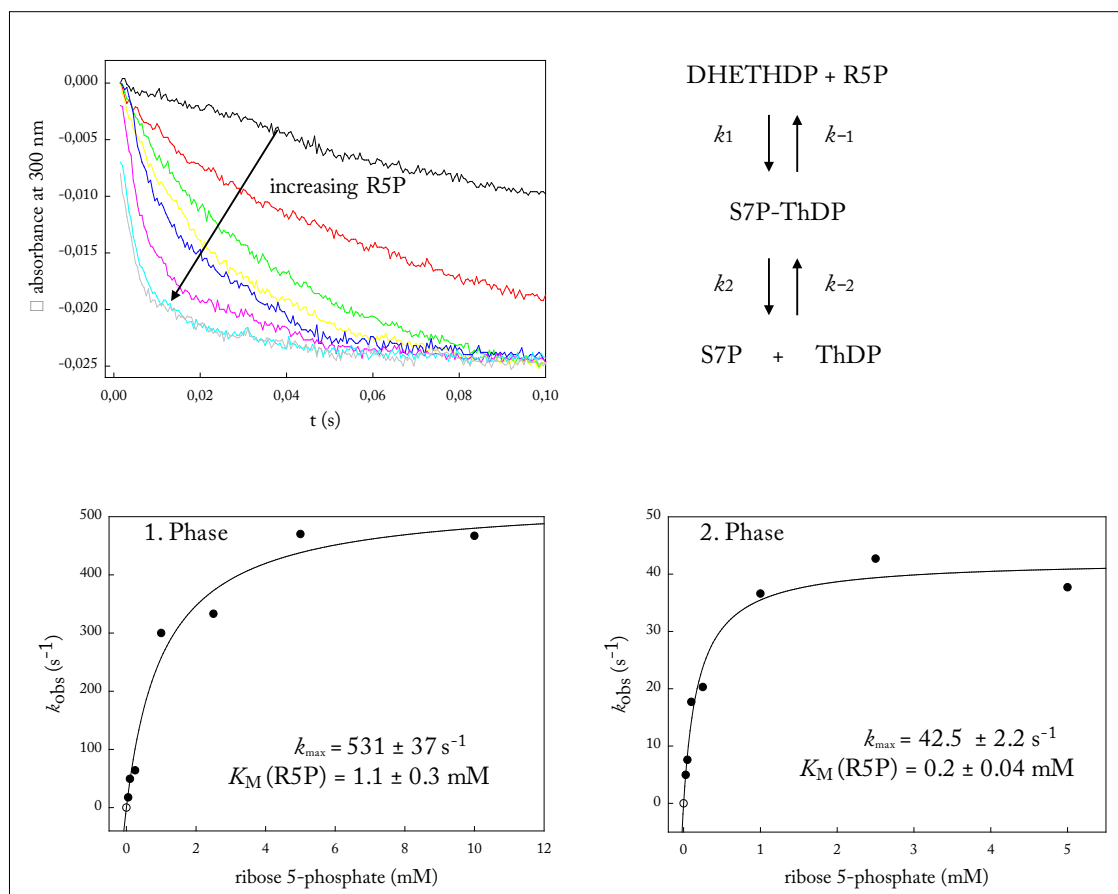 0,000
-0,005
-0,010
-0,015
-0,020
-0,025
□ absorbance at 300 nm
increasing R5P
0,00 0,02 0,04 0,06 0,08 0,10
t (s)
DHETHDP + R5P
k1 k-1
S7P-ThDP
k2 k-2
S7P + ThDP
1. Phase
500
400
300
200
100
0
kobs (s-1)
kmax = 531 ± 37 s-1
KM (R5P) = 1.1 ± 0.3 mM
0 2 4 6 8 10 12
ribose 5-phosphate (mM)
2. Phase
50
40
30
20
10
0
kobs (s-1)
kmax = 42.5 ± 2.2 s-1
KM (R5P) = 0.2 ± 0.04 mM
0 1 2 3 4 5
ribose 5-phosphate (mM)